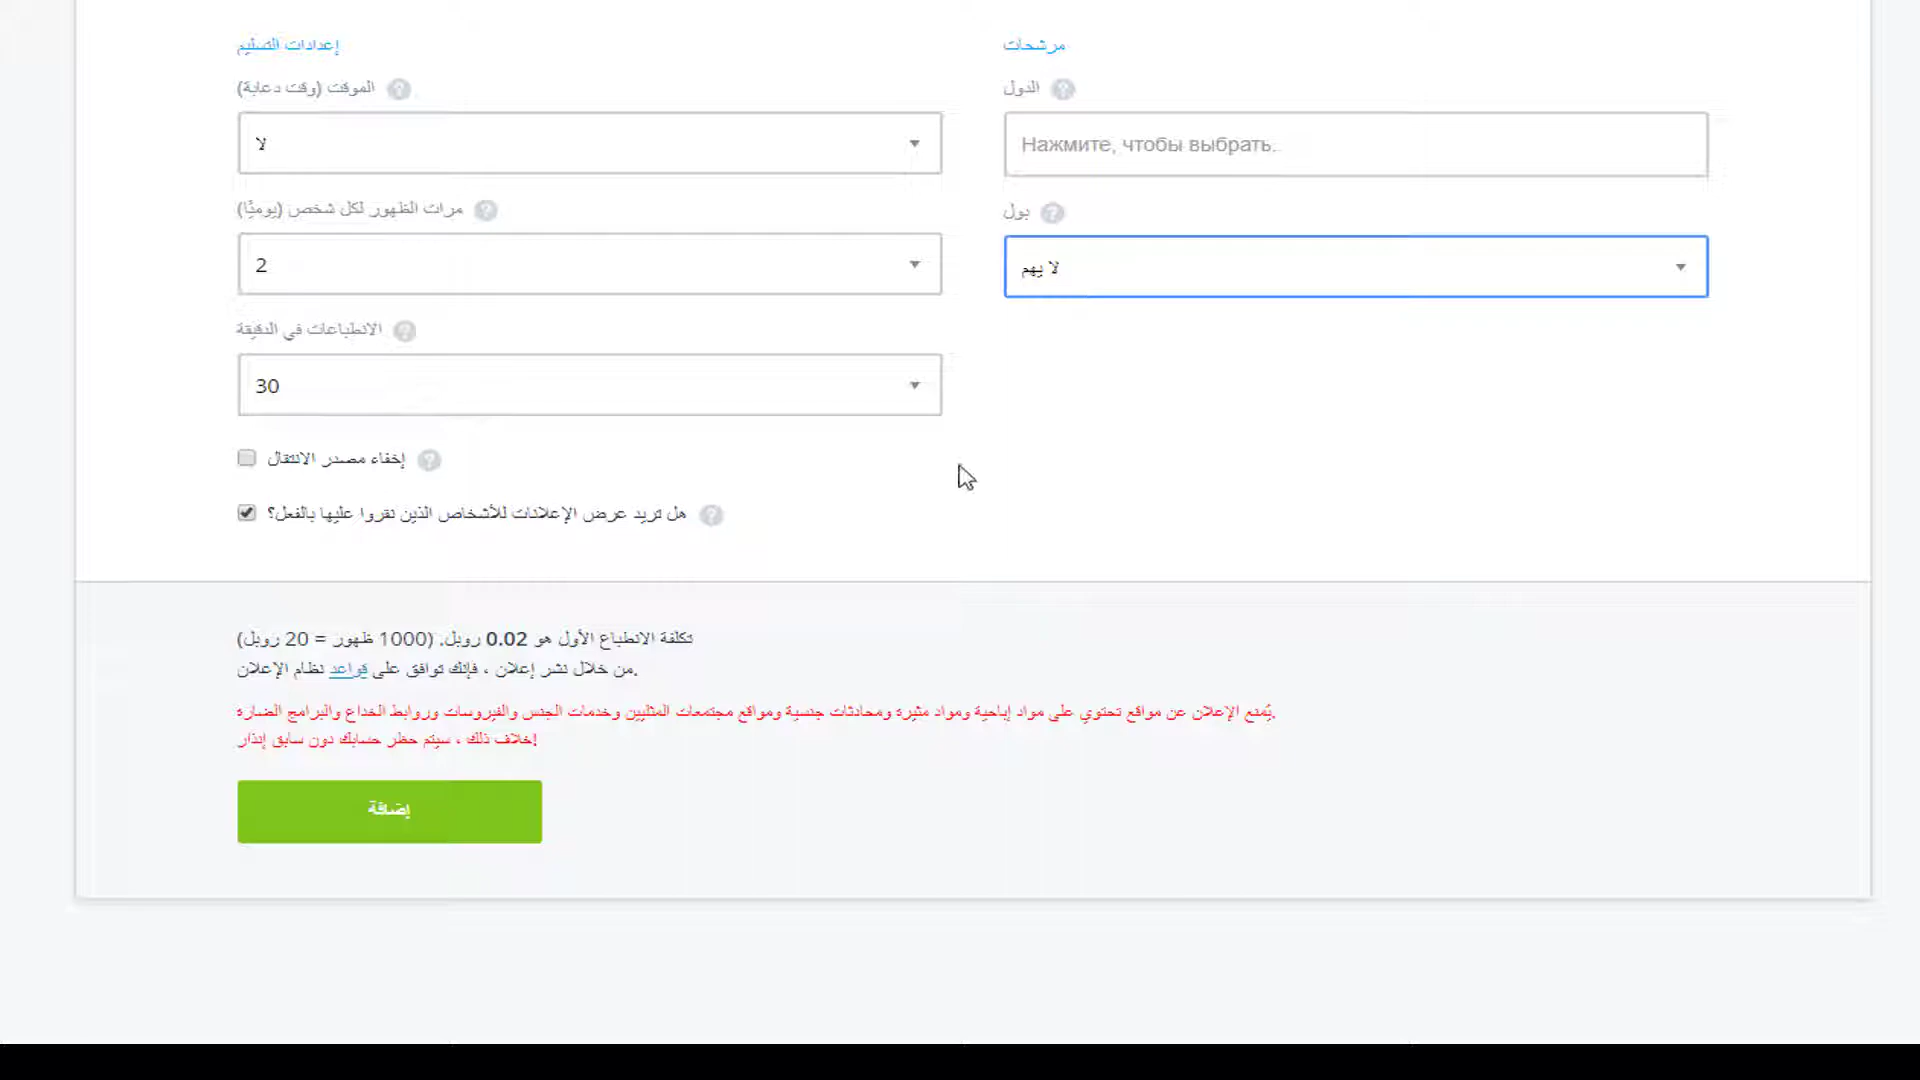 إعدادات التسليم
الموقت (وقت دعاية)
لا
مرات الظهور لكل شخص (يوميًا)
2
الانطباعات في الدقيقة
30
إخفاء مصدر الانتقال
هل تريد عرض الإعلانات للأشخاص الذين نقروا عليها بالفعل؟
مرشحات
الدول
Нажмите, чтобы выбрать.
بول
لا يهم
تكلفة الانطباع الأول هو 0.02 روبل. (1000 ظهور = 20 روبل)
من خلال نشر إعلان ، فإنك توافق على قواعد نظام الإعلان.
يُمنع الإعلان عن مواقع تحتوي على مواد إباحية ومواد مثيرة ومحادثات جنسية ومواقع مجتمعات المثليين وخدمات الجنس والفيروسات وروابط الخداع والبرامج الضارة.
خلاف ذلك ، سيتم حظر حسابك دون سابق إنذار!
إضافة